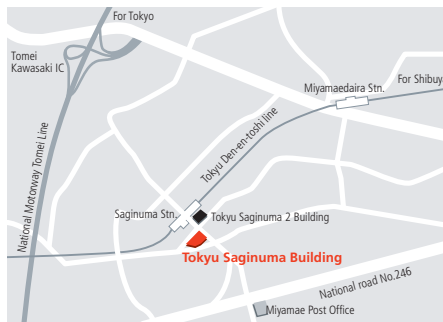 For Tokyo
Tomei
Kawasaki IC
Miyamaedaira Stn.
For Shibuy
National Motorway Tomei Line
Tokyu Den-en-toshi line
Saginuma Stn.
Tokyu Saginuma 2 Building
Tokyu Saginuma Building
National road No.246
Miyamae Post Office